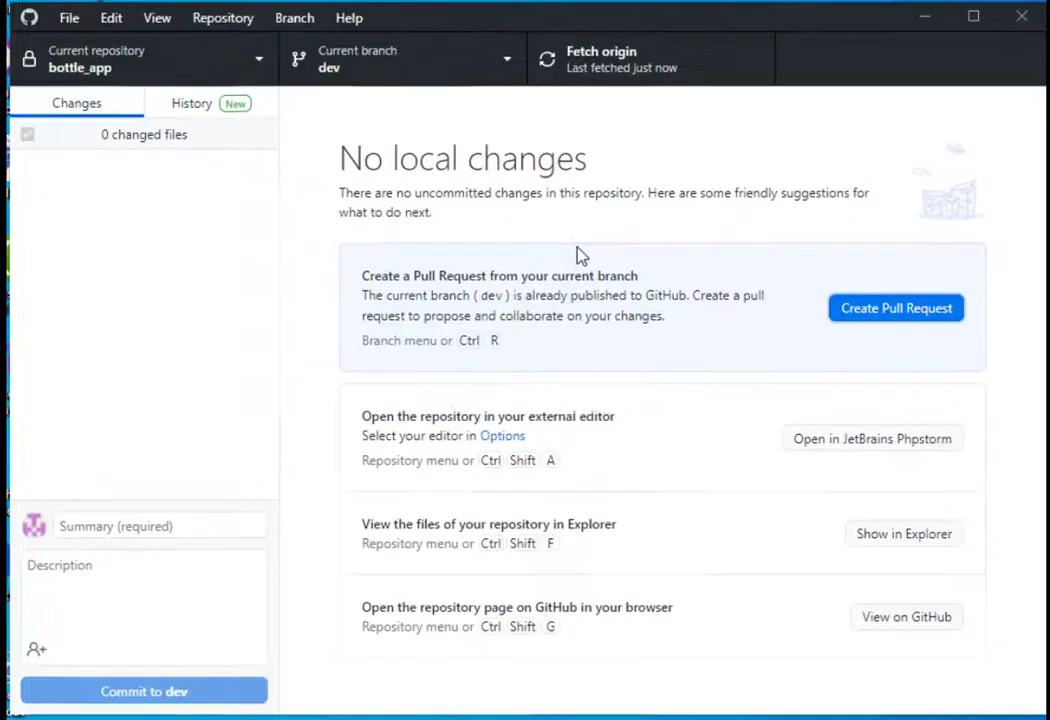 File Edit View Repository Branch Help
Current repository
bottle_app
Current branch
dev
Fetch origin
Last fetched just now
Changes
History New
0 changed files
No local changes
There are no uncommitted changes in this repository. Here are some friendly suggestions for
what to do next.
Create a Pull Request from your current branch
The current branch ( dev ) is already published to GitHub. Create a pull
request to propose and collaborate on your changes.
Branch menu or Ctrl R
Create Pull Request
Open the repository in your external editor
Select your editor in Options
Repository menu or Ctrl Shift A
Open in JetBrains Phpstorm
View the files of your repository in Explorer
Repository menu or Ctrl Shift F
Show in Explorer
Open the repository page on GitHub in your browser
Repository menu or Ctrl Shift G
View on GitHub
Summary (required)
Description
Commit to dev